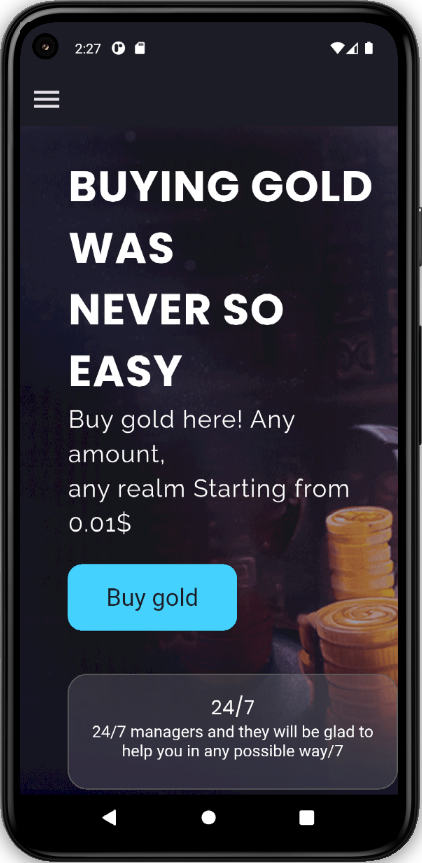 2:27
BUYING GOLD
WAS
NEVER SO
EASY
Buy gold here! Any
amount,
any realm Starting from
0.01$
Buy gold
24/7
24/7 managers and they will be glad to
help you in any possible way/7